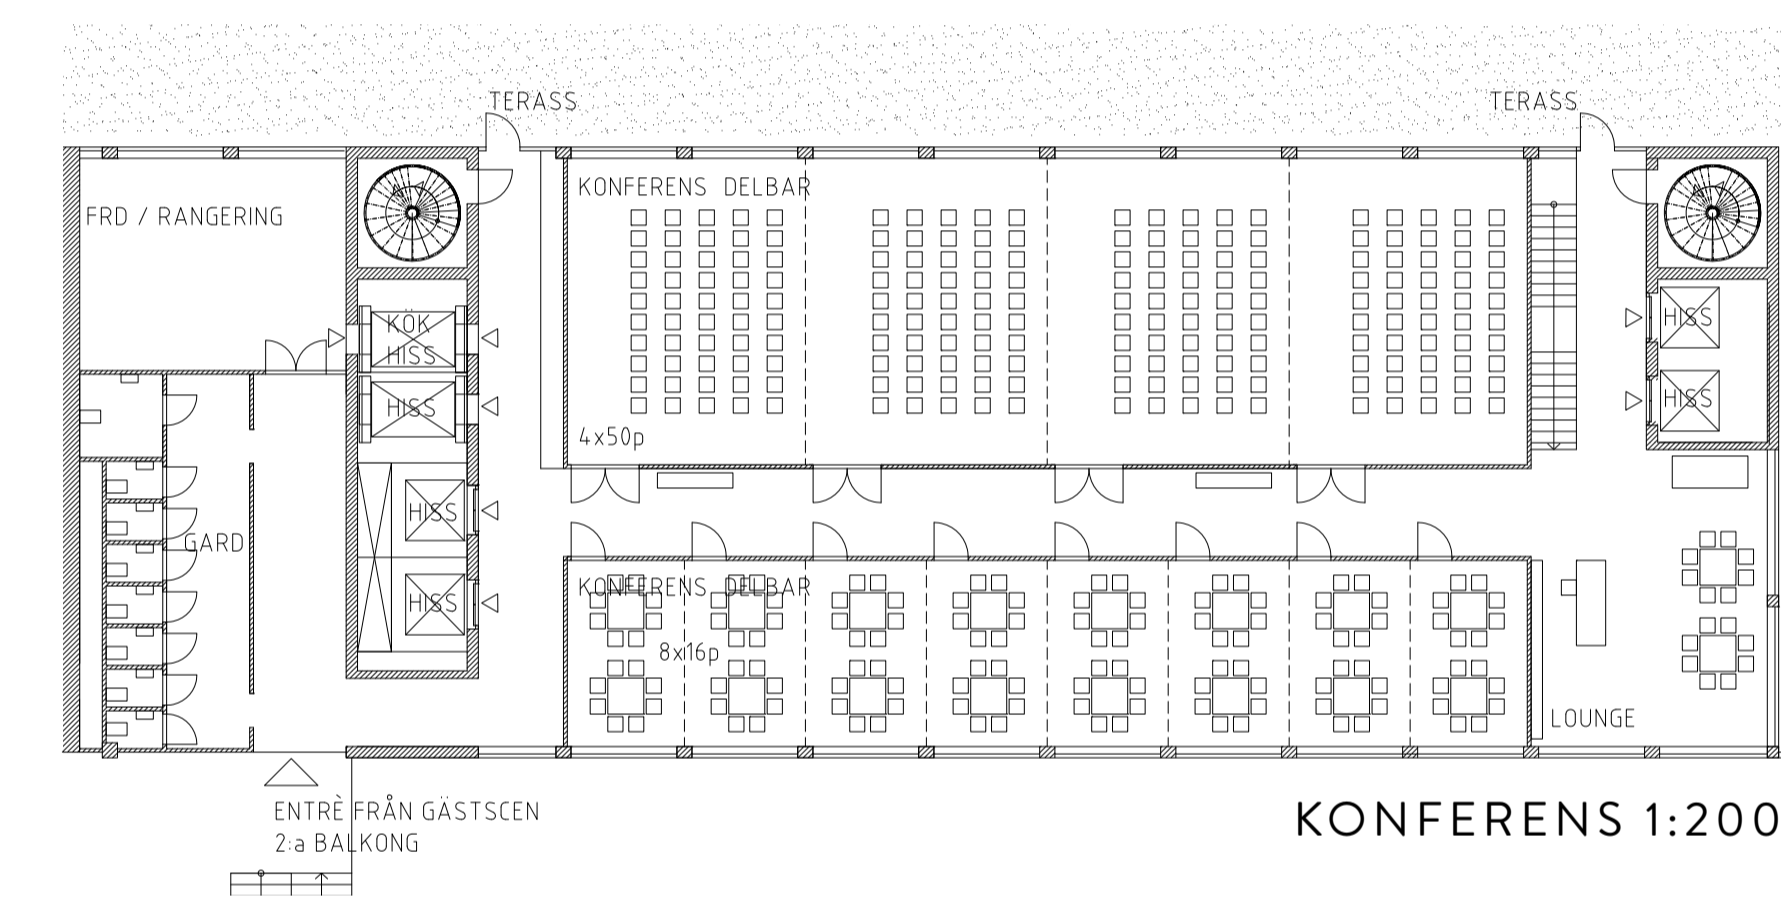 TERASS
TERASS
KONFERENS DELBAR
FRD / RANGERING
KÖK
HISS
HISS
HISS
HISS
4x50p
HISS
HISS
GARD
KONFERENS DELBAR
8x16p
LOUNGE
ENTRÈ FRÅN GÄSTSCEN
2:a BALKONG
KONFERENS 1:200